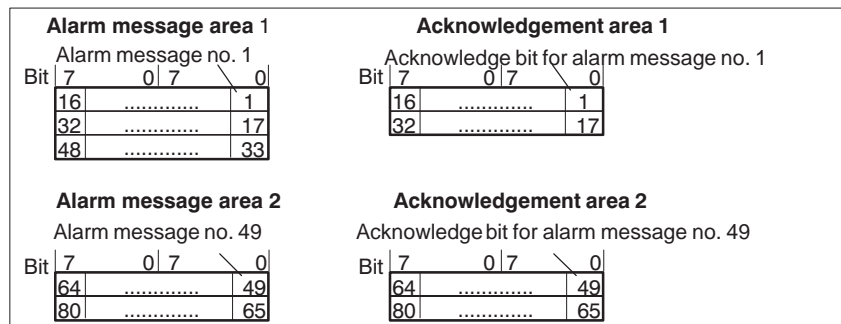 Alarm message area 1
Alarm message no. 1
Bit 7 0 7 0
16 ............. 1
32 ............. 17
48 ............. 33
Acknowledgement area 1
Acknowledge bit for alarm message no. 1
Bit 7 0 7 0
16 ............. 1
32 ............. 17
Alarm message area 2
Alarm message no. 49
Bit 7 0 7 0
64 ............. 49
80 ............. 65
Acknowledgement area 2
Acknowledge bit for alarm message no. 49
Bit 7 0 7 0
64 ............. 49
80 ............. 65